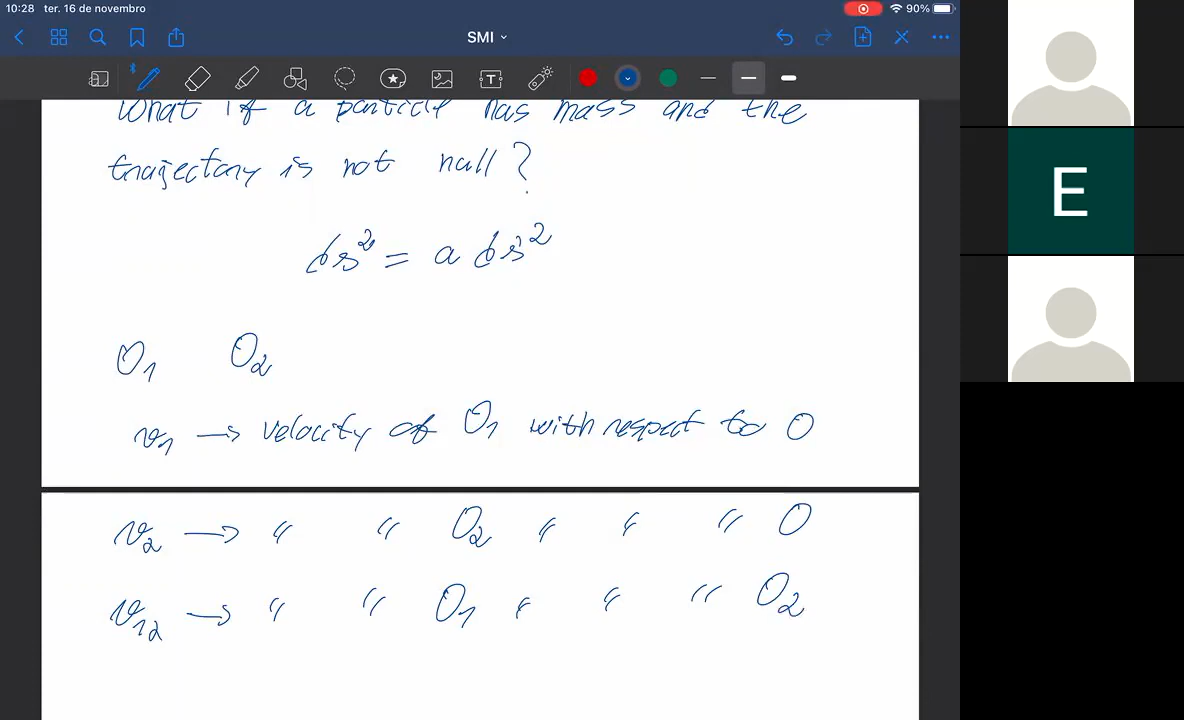 10:28 ter. 16 de novembro
90%
SMI
T
What if a particle has mass and the
trajectory is not null?
ds² = a ds̄²
E
O₁ O₂
v₁ → velocity of O₁ with respect to O
v₂ → " " O₂ " " " O
v₁₂ → " " O₁ " " " O₂